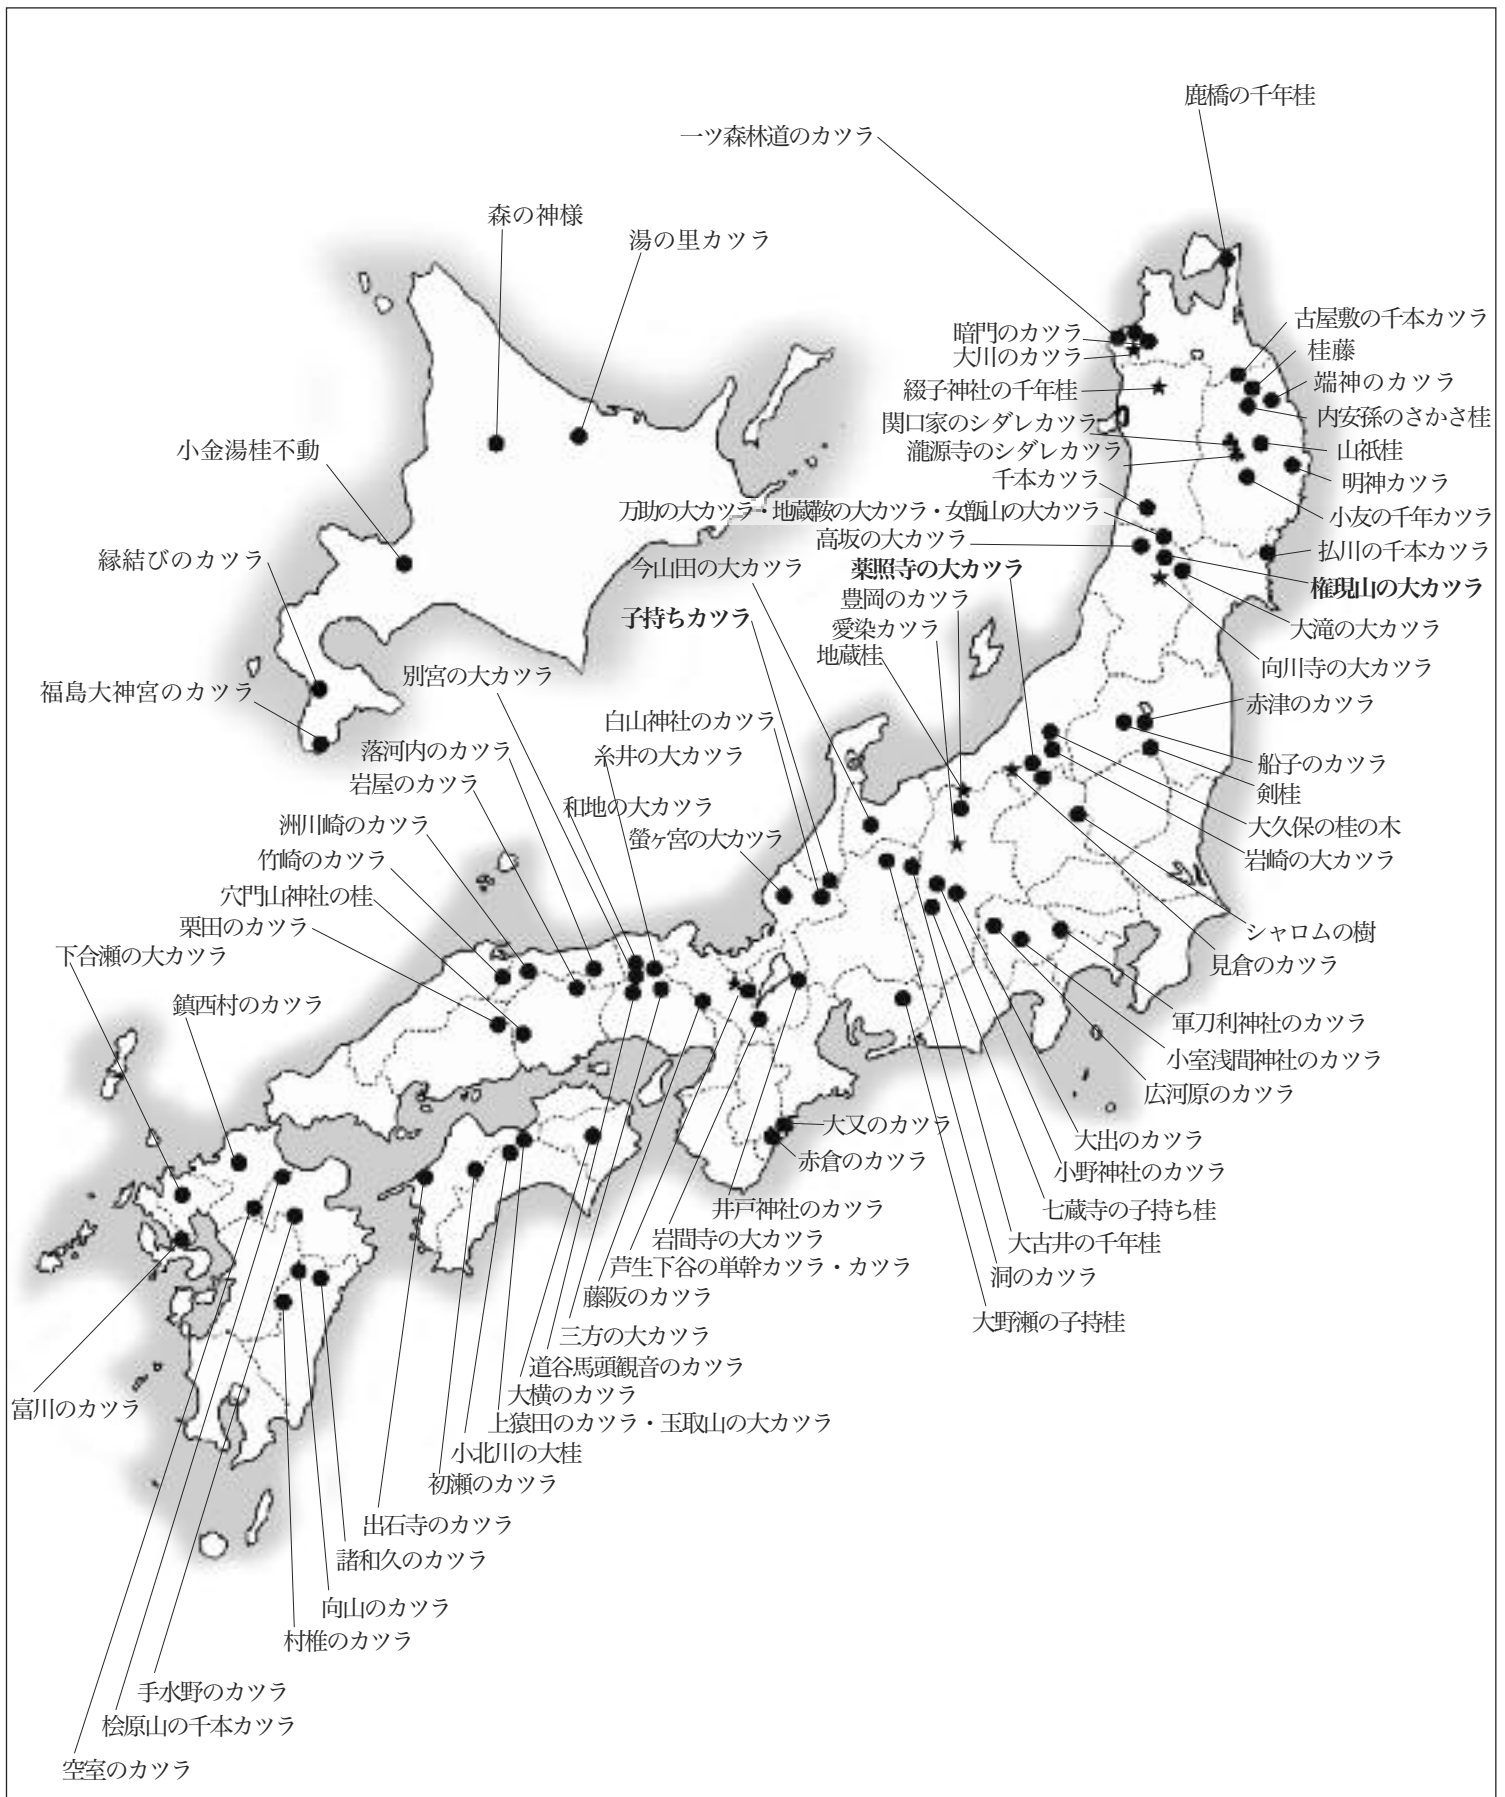 鹿橋の千年桂
一ツ森林道のカツラ
森の神様
湯の里カツラ
古屋敷の千本カツラ
暗門のカツラ
桂藤
大川のカツラ
端神のカツラ
綴子神社の千年桂
内安孫のさかさ桂
関口家のシダレカツラ
小金湯桂不動
瀧源寺のシダレカツラ
山祇桂
千本カツラ
明神カツラ
万助の大カツラ・地蔵鞍の大カツラ・女甑山の大カツラ
小友の千年カツラ
高坂の大カツラ
払川の千本カツラ
縁結びのカツラ
今山田の大カツラ
薬照寺の大カツラ
権現山の大カツラ
豊岡のカツラ
子持ちカツラ
愛染カツラ
大滝の大カツラ
地蔵桂
向川寺の大カツラ
別宮の大カツラ
福島大神宮のカツラ
赤津のカツラ
白山神社のカツラ
落河内のカツラ
糸井の大カツラ
船子のカツラ
岩屋のカツラ
剣桂
和地の大カツラ
洲川崎のカツラ
大久保の桂の木
螢ヶ宮の大カツラ
竹崎のカツラ
岩崎の大カツラ
穴門山神社の桂
栗田のカツラ
シャロムの樹
下合瀬の大カツラ
見倉のカツラ
鎮西村のカツラ
軍刀利神社のカツラ
小室浅間神社のカツラ
広河原のカツラ
大又のカツラ
大出のカツラ
赤倉のカツラ
小野神社のカツラ
井戸神社のカツラ
七蔵寺の子持ち桂
岩間寺の大カツラ
大古井の千年桂
芦生下谷の単幹カツラ・カツラ
洞のカツラ
藤阪のカツラ
大野瀬の子持桂
三方の大カツラ
道谷馬頭観音のカツラ
大横のカツラ
富川のカツラ
上猿田のカツラ・玉取山の大カツラ
小北川の大桂
初瀬のカツラ
出石寺のカツラ
諸和久のカツラ
向山のカツラ
村椎のカツラ
手水野のカツラ
桧原山の千本カツラ
空室のカツラ